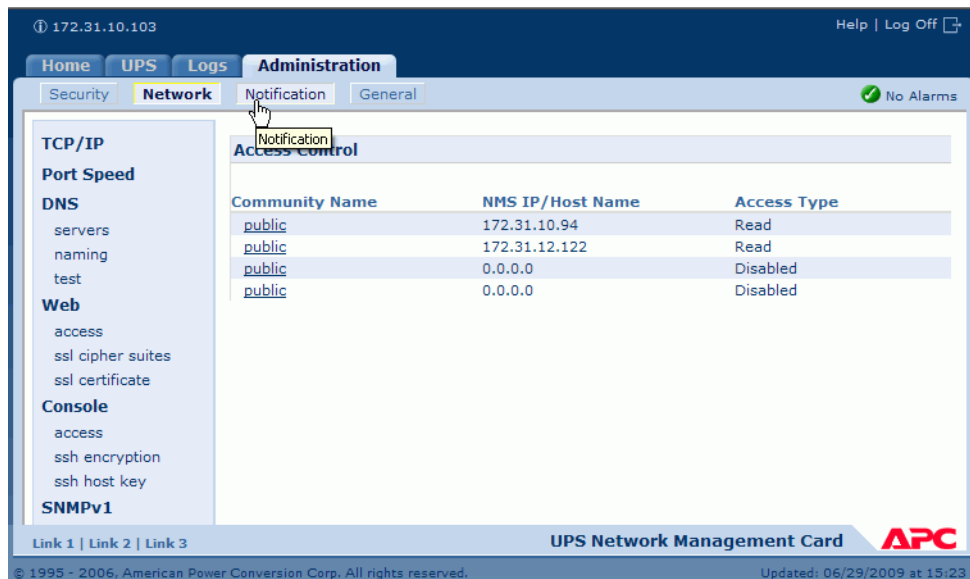 172.31.10.103
Help | Log Off
Home UPS Logs Administration
Security Network Notification General
No Alarms
Notification
TCP/IP
Port Speed
DNS
servers
naming
test
Web
access
ssl cipher suites
ssl certificate
Console
access
ssh encryption
ssh host key
SNMPv1
Access Control
Community Name NMS IP/Host Name Access Type
public 172.31.10.94 Read
public 172.31.12.122 Read
public 0.0.0.0 Disabled
public 0.0.0.0 Disabled
Link 1 | Link 2 | Link 3
UPS Network Management Card
APC
© 1995 - 2006, American Power Conversion Corp. All rights reserved.
Updated: 06/29/2009 at 15:23